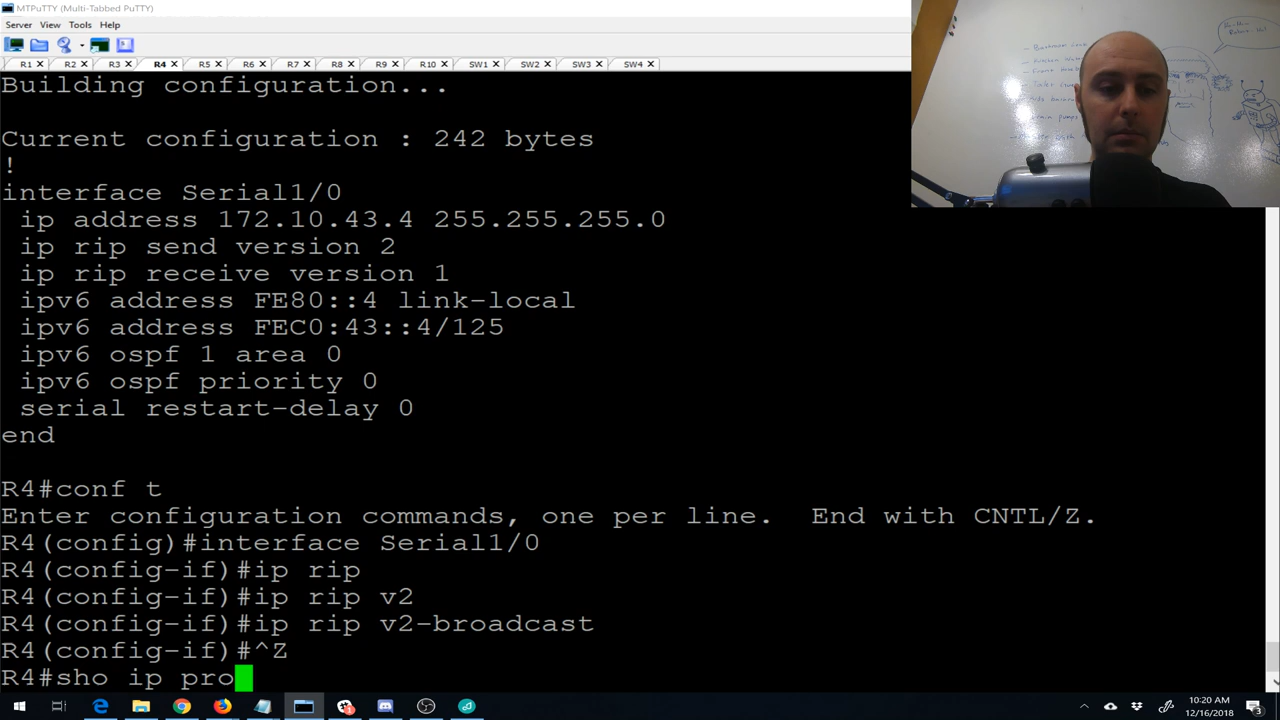 MTPuTTY (Multi-Tabbed PuTTY)
Server View Tools Help
R1 R2 R3 R4 R5 R6 R7 R8 R9 R10 SW1 SW2 SW3 SW4
Building configuration...
Current configuration : 242 bytes
!
interface Serial1/0
ip address 172.10.43.4 255.255.255.0
ip rip send version 2
ip rip receive version 1
ipv6 address FE80::4 link-local
ipv6 address FEC0:43::4/125
ipv6 ospf 1 area 0
ipv6 ospf priority 0
serial restart-delay 0
end
R4#conf t
Enter configuration commands, one per line. End with CNTL/Z.
R4(config)#interface Serial1/0
R4(config-if)#ip rip
R4(config-if)#ip rip v2
R4(config-if)#ip rip v2-broadcast
R4(config-if)#^Z
R4#sho ip pro
10:20 AM
12/16/2018
3